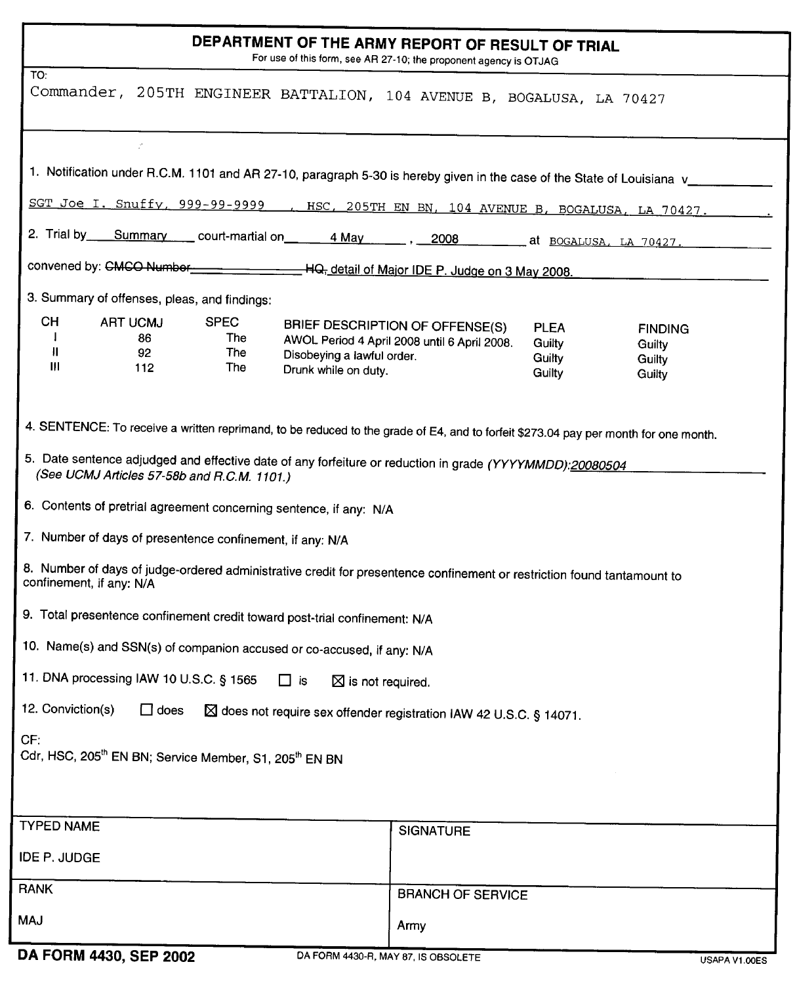 DEPARTMENT OF THE ARMY REPORT OF RESULT OF TRIAL
For use of this form, see AR 27-10; the proponent agency is OTJAG
TO:
Commander, 205TH ENGINEER BATTALION, 104 AVENUE B, BOGALUSA, LA 70427
1. Notification under R.C.M. 1101 and AR 27-10, paragraph 5-30 is hereby given in the case of the State of Louisiana v
SGT Joe I. Snuffy, 999-99-9999 , HSC, 205TH EN BN, 104 AVENUE B, BOGALUSA, LA 70427. .
2. Trial by Summary court-martial on 4 May , 2008 at BOGALUSA, LA 70427.
convened by: CMCO Number HQ, detail of Major IDE P. Judge on 3 May 2008.
3. Summary of offenses, pleas, and findings:
CH ART UCMJ SPEC BRIEF DESCRIPTION OF OFFENSE(S) PLEA FINDING
I 86 The AWOL Period 4 April 2008 until 6 April 2008. Guilty Guilty
II 92 The Disobeying a lawful order. Guilty Guilty
III 112 The Drunk while on duty. Guilty Guilty
4. SENTENCE: To receive a written reprimand, to be reduced to the grade of E4, and to forfeit $273.04 pay per month for one month.
5. Date sentence adjudged and effective date of any forfeiture or reduction in grade (YYYYMMDD):20080504
(See UCMJ Articles 57-58b and R.C.M. 1101.)
6. Contents of pretrial agreement concerning sentence, if any: N/A
7. Number of days of presentence confinement, if any: N/A
8. Number of days of judge-ordered administrative credit for presentence confinement or restriction found tantamount to
confinement, if any: N/A
9. Total presentence confinement credit toward post-trial confinement: N/A
10. Name(s) and SSN(s) of companion accused or co-accused, if any: N/A
11. DNA processing IAW 10 U.S.C. § 1565 ☐ is ☒ is not required.
12. Conviction(s) ☐ does ☒ does not require sex offender registration IAW 42 U.S.C. § 14071.
CF:
Cdr, HSC, 205th EN BN; Service Member, S1, 205th EN BN
TYPED NAME
SIGNATURE
IDE P. JUDGE
RANK
BRANCH OF SERVICE
MAJ
Army
DA FORM 4430, SEP 2002 DA FORM 4430-R, MAY 87, IS OBSOLETE USAPA V1.00ES